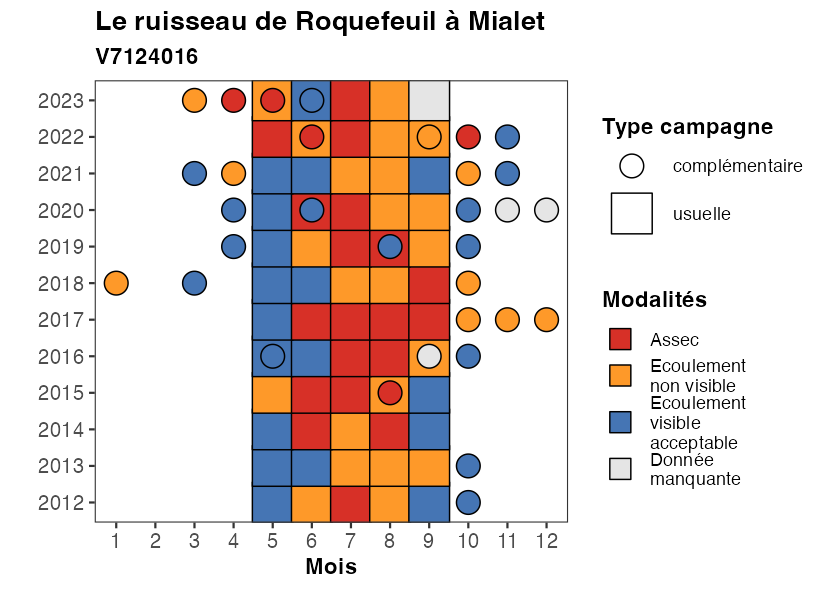 Le ruisseau de Roquefeuil à Mialet
V7124016
2023
2022
2021
2020
2019
2018
2017
2016
2015
2014
2013
2012
1 2 3 4 5 6 7 8 9 10 11 12
Mois
Type campagne
complémentaire
usuelle
Modalités
Assec
Ecoulement
non visible
Ecoulement
visible
acceptable
Donnée
manquante